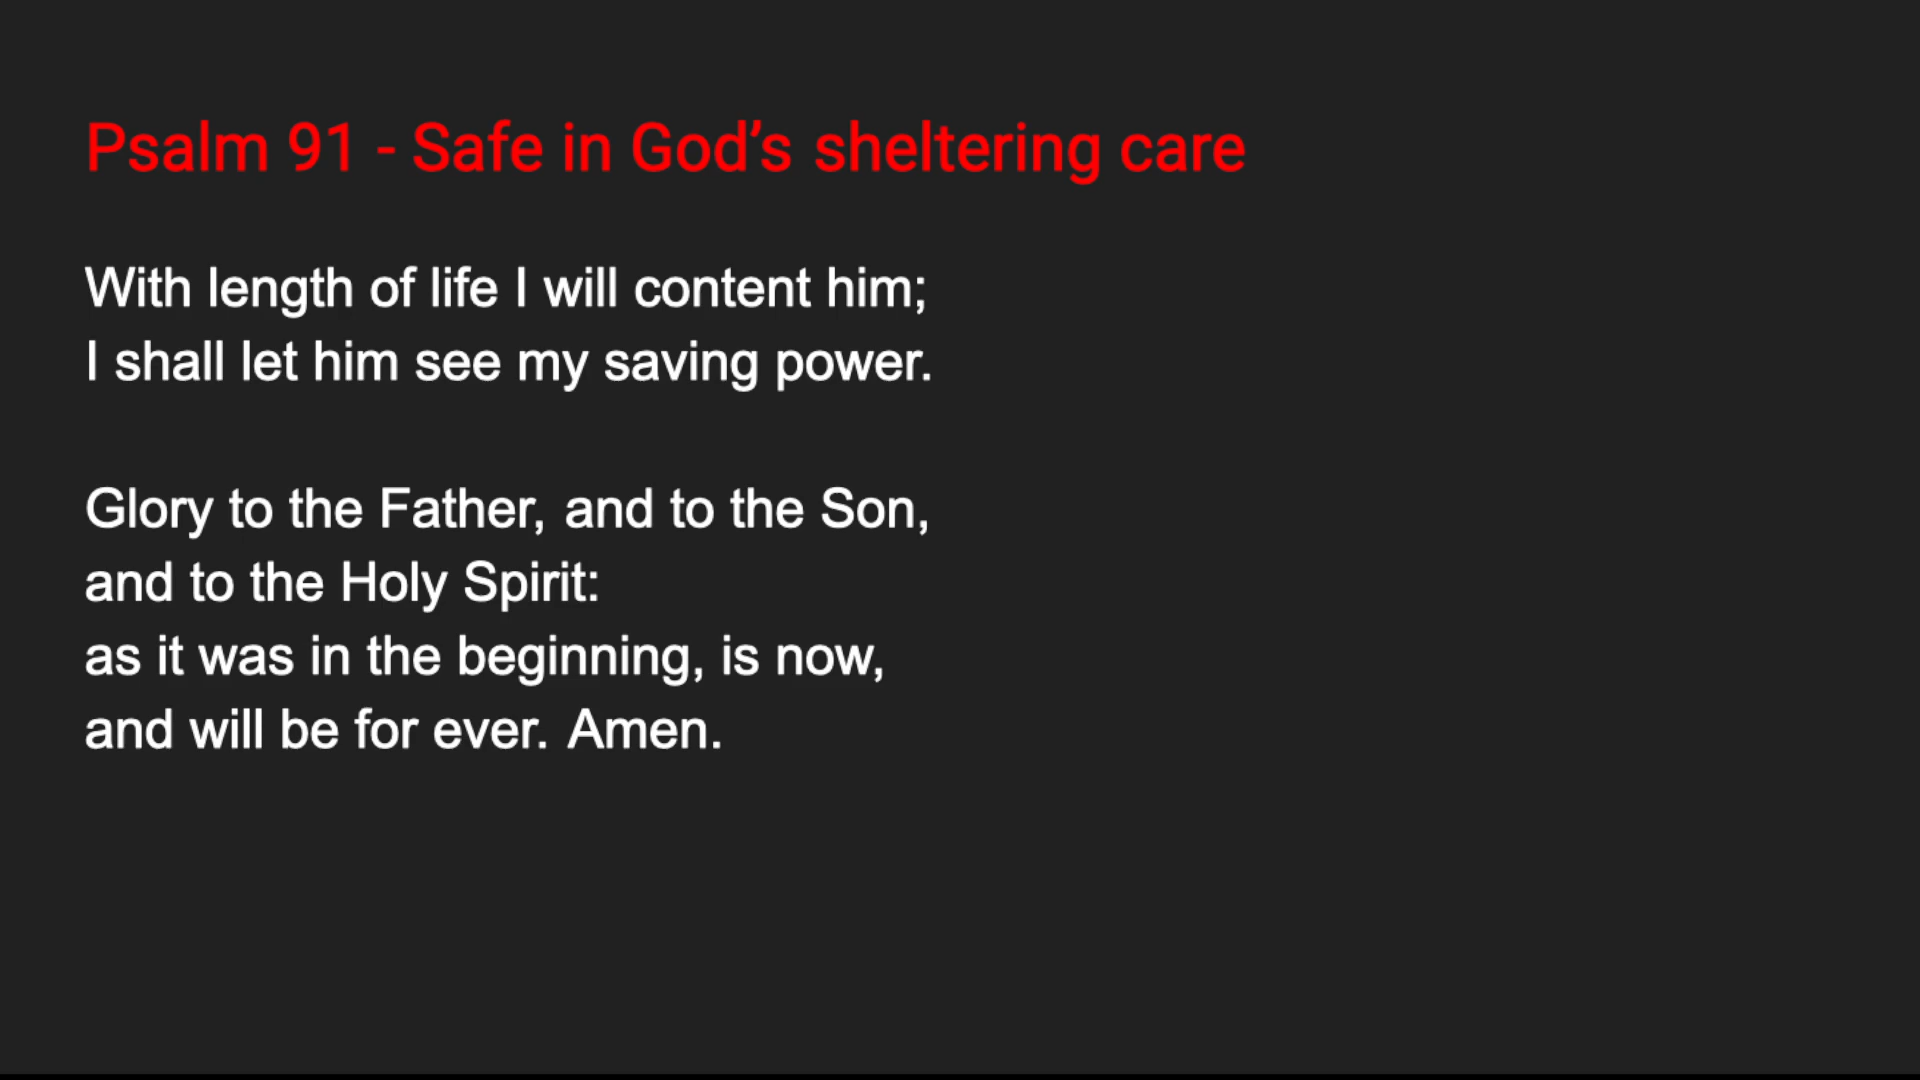 Psalm 91 - Safe in God’s sheltering care
With length of life I will content him;
I shall let him see my saving power.
Glory to the Father, and to the Son,
and to the Holy Spirit:
as it was in the beginning, is now,
and will be for ever. Amen.